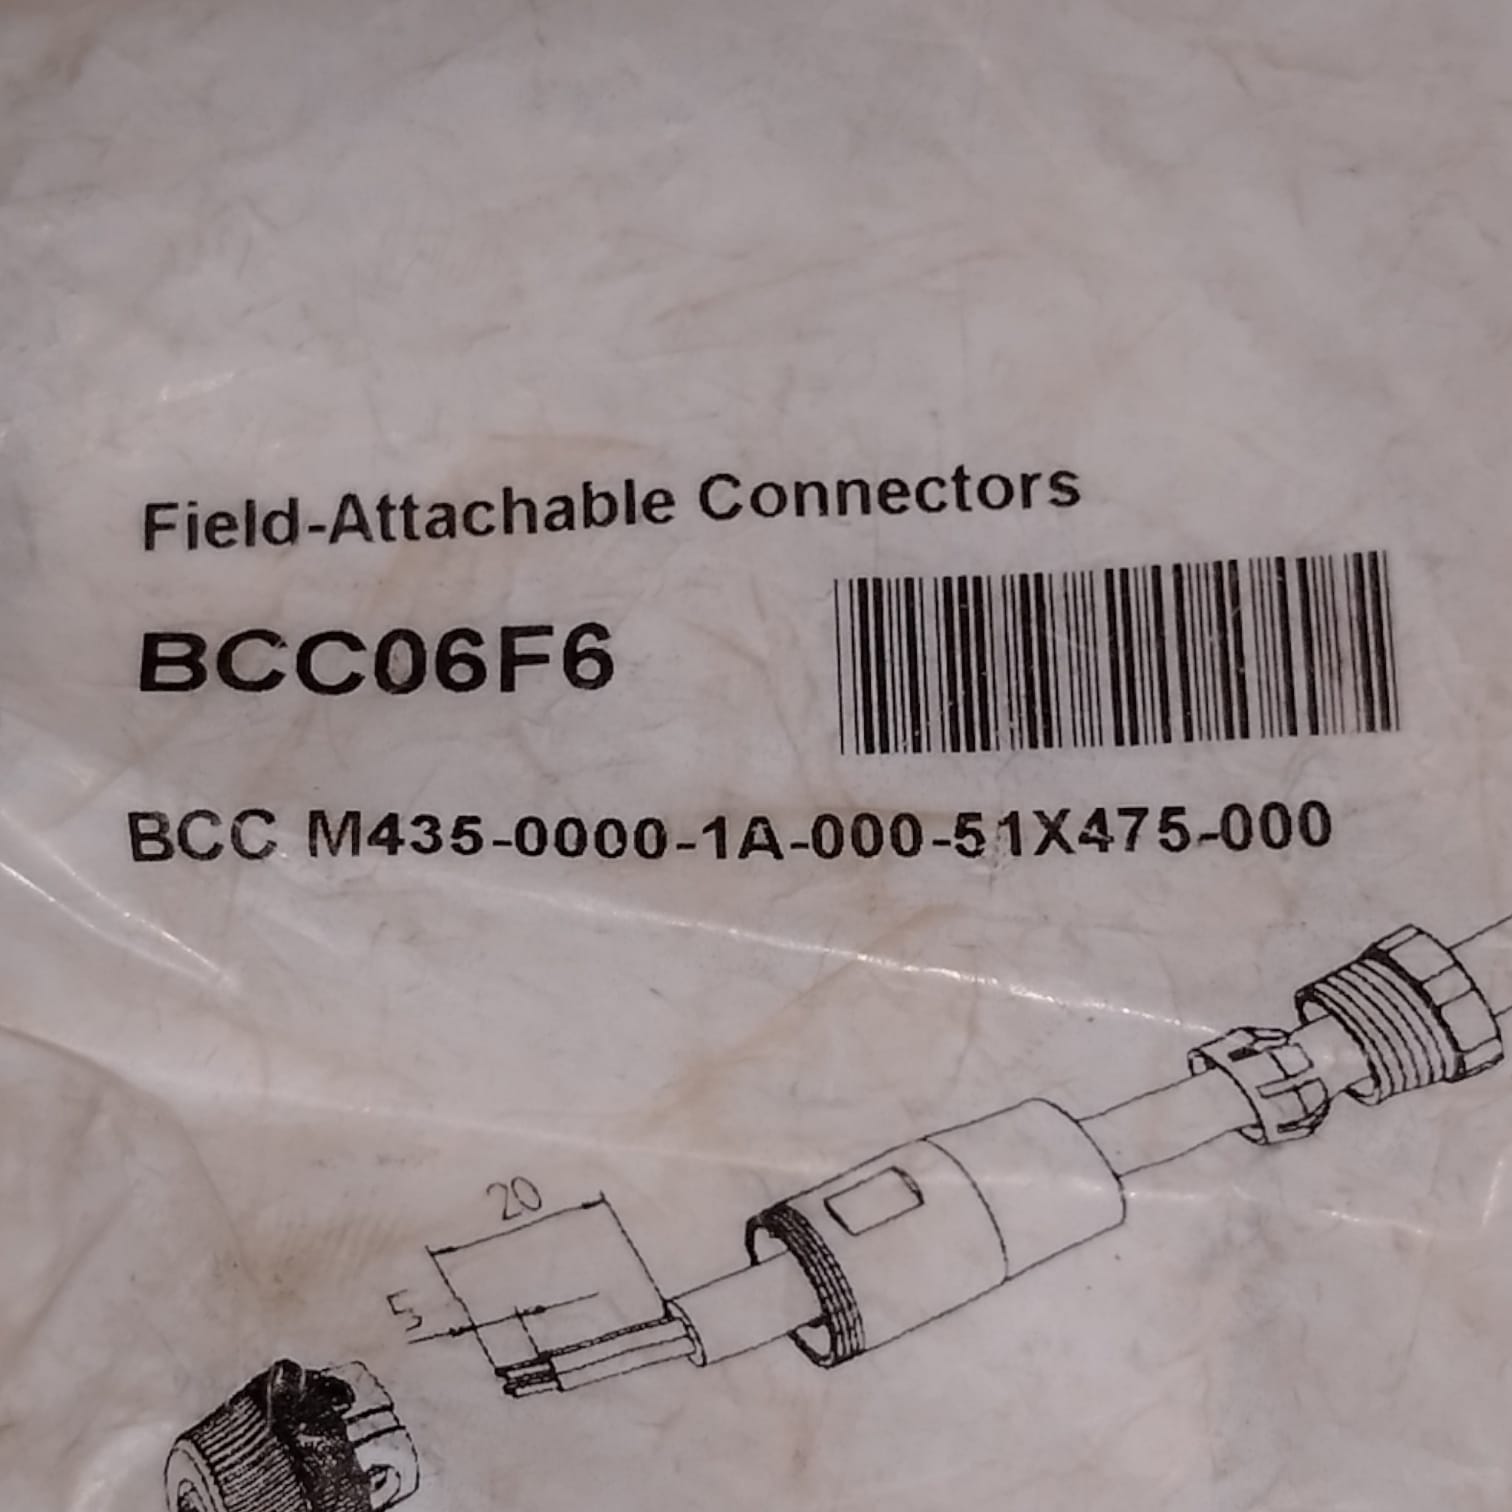 Field-Attachable Connectors
BCC06F6
BCC M435-0000-1A-000-51X475-000
20
5